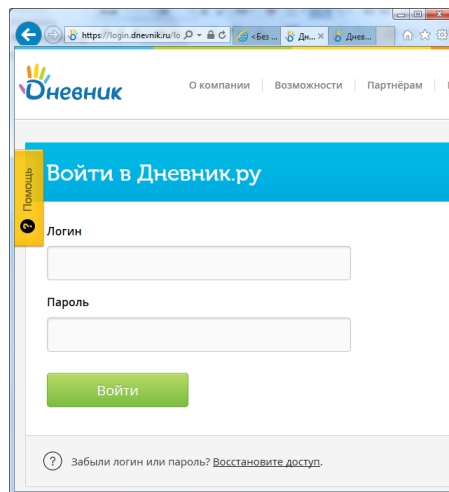 https://login.dnevnik.ru/lo
<Без ...
Дн...
Днев...
Дневник
О компании
Возможности
Партнёрам
Войти в Дневник.ру
Помощь
Логин
Пароль
Войти
? Забыли логин или пароль? Восстановите доступ.